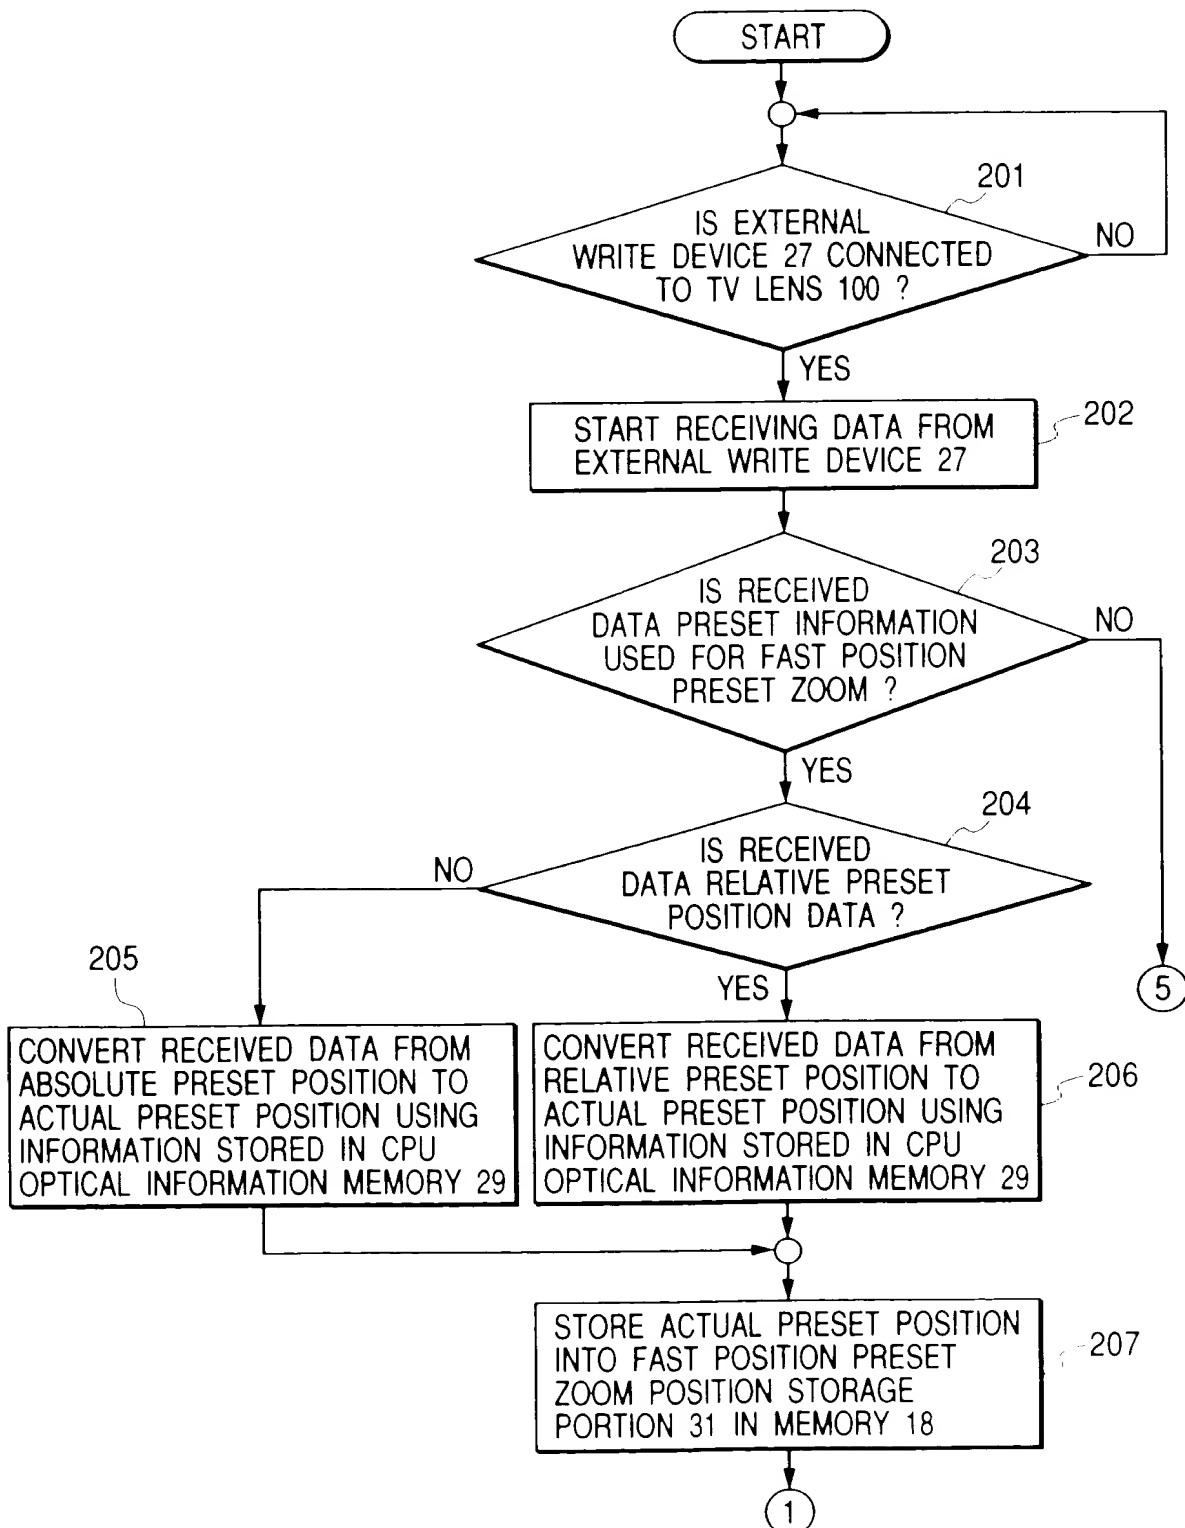 START
201
IS EXTERNAL
WRITE DEVICE 27 CONNECTED
TO TV LENS 100 ?
NO
YES
START RECEIVING DATA FROM
EXTERNAL WRITE DEVICE 27
202
203
IS RECEIVED
DATA PRESET INFORMATION
USED FOR FAST POSITION
PRESET ZOOM ?
NO
YES
204
IS RECEIVED
DATA RELATIVE PRESET
POSITION DATA ?
NO
YES
5
205
CONVERT RECEIVED DATA FROM
ABSOLUTE PRESET POSITION TO
ACTUAL PRESET POSITION USING
INFORMATION STORED IN CPU
OPTICAL INFORMATION MEMORY 29
CONVERT RECEIVED DATA FROM
RELATIVE PRESET POSITION TO
ACTUAL PRESET POSITION USING
INFORMATION STORED IN CPU
OPTICAL INFORMATION MEMORY 29
206
STORE ACTUAL PRESET POSITION
INTO FAST POSITION PRESET
ZOOM POSITION STORAGE
PORTION 31 IN MEMORY 18
207
1